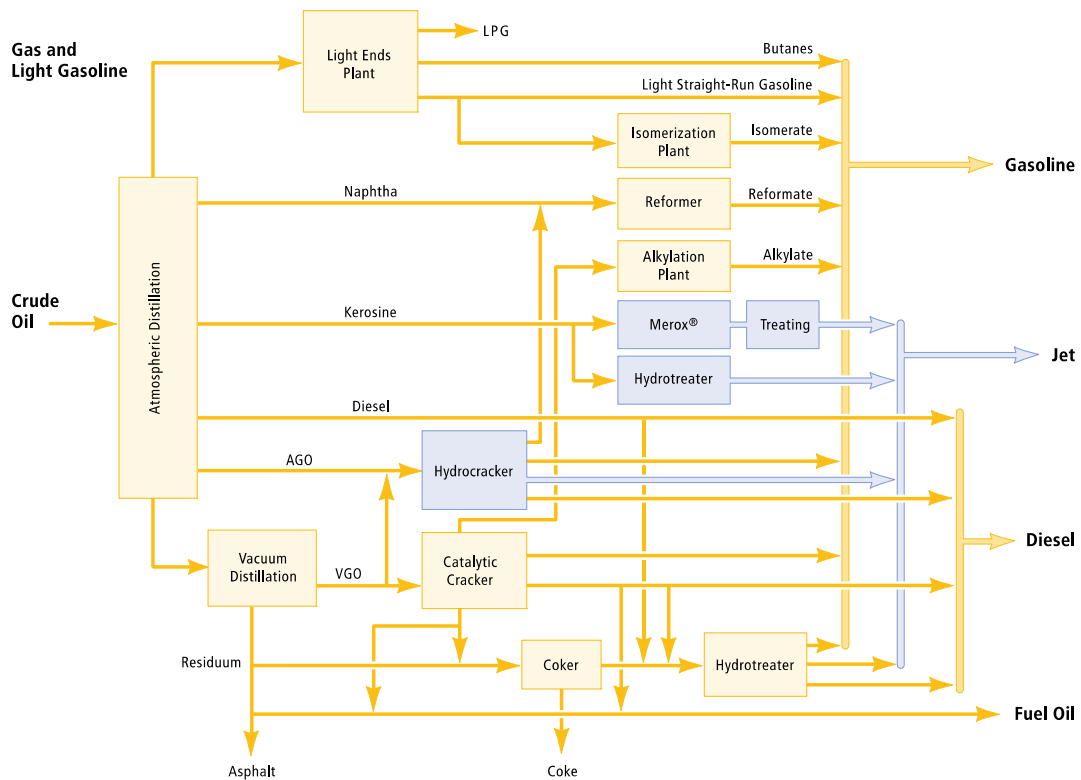 LPG
Gas and
Light Gasoline
Light Ends
Plant
Butanes
Light Straight-Run Gasoline
Isomerization
Plant
Isomerate
Gasoline
Naphtha
Reformer
Reformate
Alkylation
Plant
Alkylate
Crude
Oil
Atmospheric Distillation
Kerosine
Merox®
Treating
Jet
Hydrotreater
Diesel
AGO
Hydrocracker
Vacuum
Distillation
VGO
Catalytic
Cracker
Diesel
Residuum
Coker
Hydrotreater
Fuel Oil
Asphalt
Coke